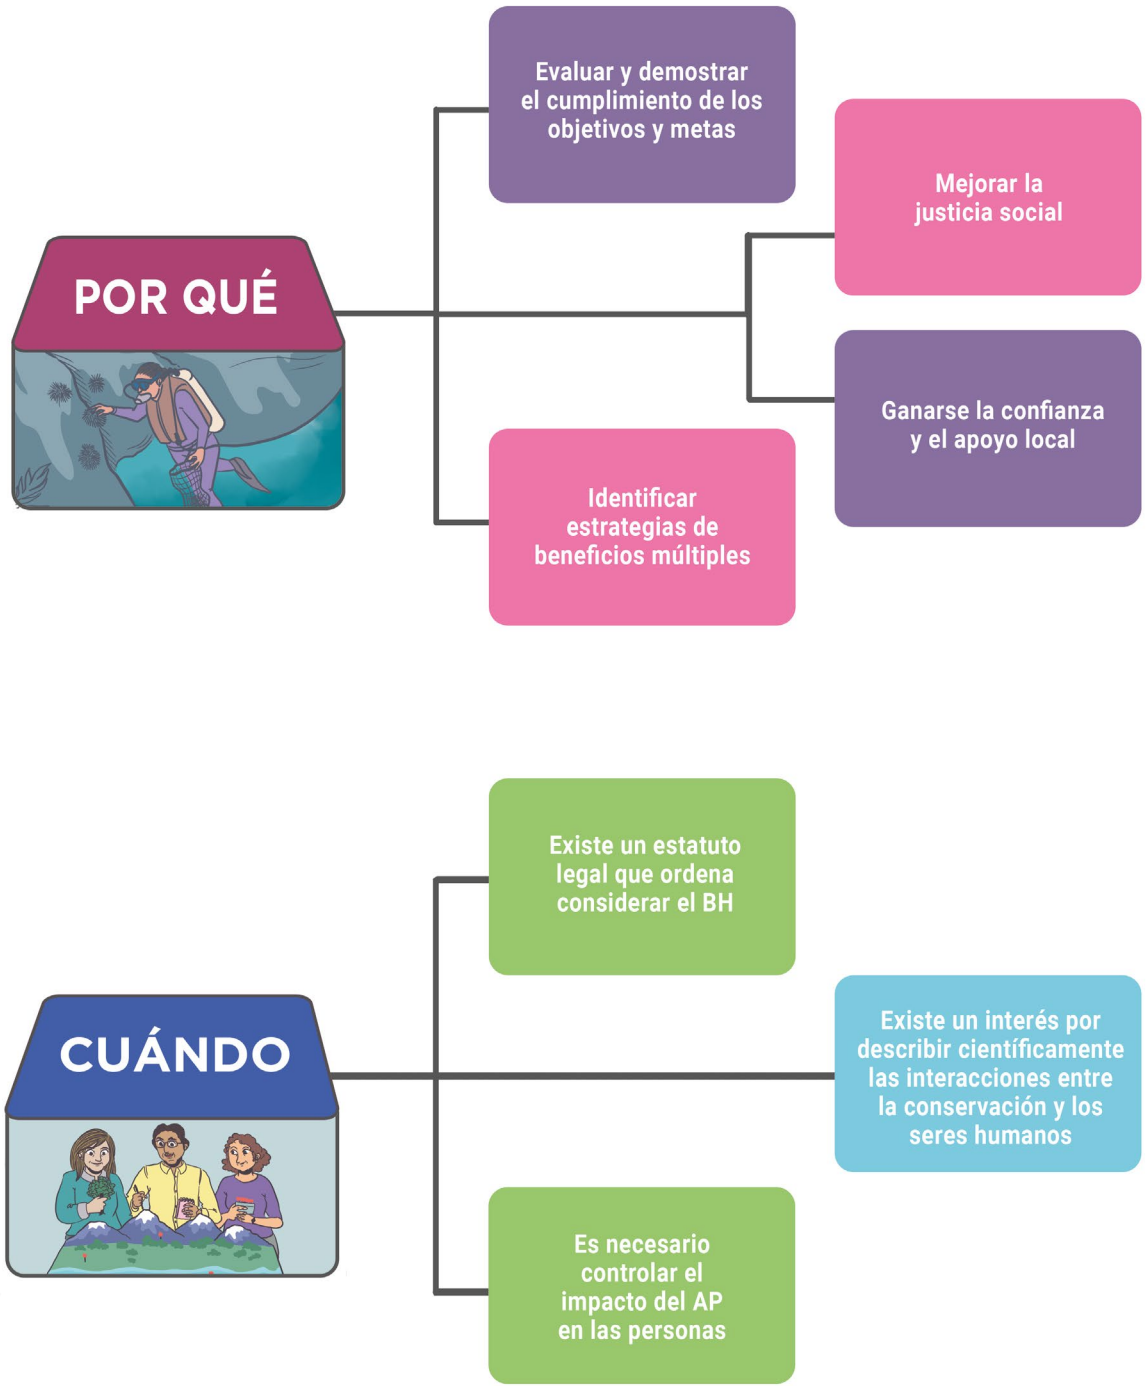 POR QUÉ
Evaluar y demostrar
el cumplimiento de los
objetivos y metas
Mejorar la
justicia social
Ganarse la confianza
y el apoyo local
Identificar
estrategias de
beneficios múltiples
CUÁNDO
Existe un estatuto
legal que ordena
considerar el BH
Existe un interés por
describir científicamente
las interacciones entre
la conservación y los
seres humanos
Es necesario
controlar el
impacto del AP
en las personas